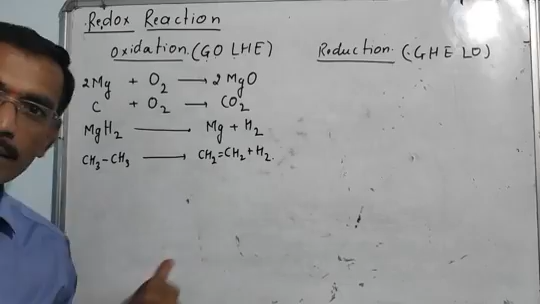 Redox Reaction
Oxidation (GO LHE) Reduction (GHE LO)
2Mg + O₂ → 2MgO
C + O₂ → CO₂
MgH₂ → Mg + H₂
CH₃-CH₃ → CH₂=CH₂ + H₂